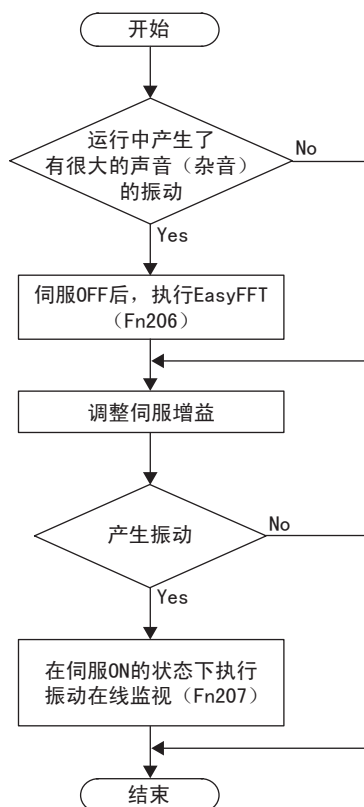 开始
运行中产生了
有很大的声音（杂音）
的振动
No
Yes
伺服OFF后，执行EasyFFT
（Fn206）
调整伺服增益
产生振动
No
Yes
在伺服ON的状态下执行
振动在线监视（Fn207）
结束